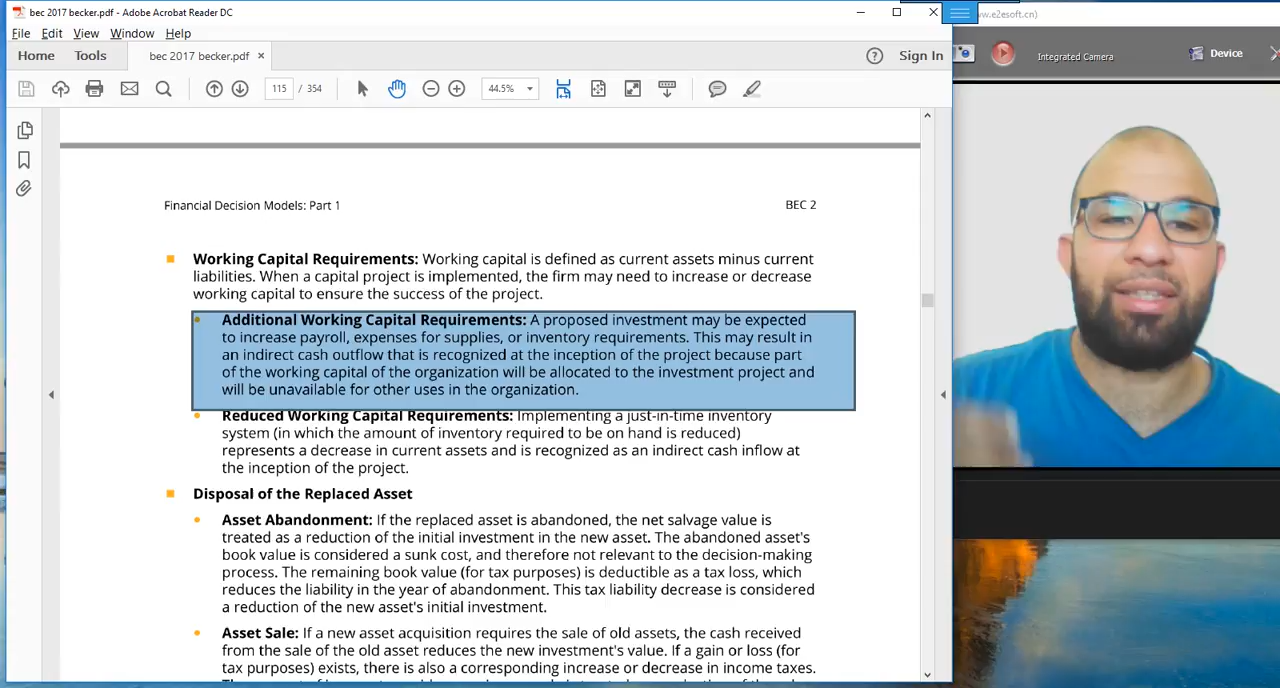 bec 2017 becker.pdf - Adobe Acrobat Reader DC
ww.e2esoft.cn)
File Edit View Window Help
Home Tools bec 2017 becker.pdf × Sign In
Integrated Camera Device
115 / 354 44.5%
Financial Decision Models: Part 1 BEC 2
Working Capital Requirements: Working capital is defined as current assets minus current
liabilities. When a capital project is implemented, the firm may need to increase or decrease
working capital to ensure the success of the project.
Additional Working Capital Requirements: A proposed investment may be expected
to increase payroll, expenses for supplies, or inventory requirements. This may result in
an indirect cash outflow that is recognized at the inception of the project because part
of the working capital of the organization will be allocated to the investment project and
will be unavailable for other uses in the organization.
Reduced Working Capital Requirements: Implementing a just-in-time inventory
system (in which the amount of inventory required to be on hand is reduced)
represents a decrease in current assets and is recognized as an indirect cash inflow at
the inception of the project.
Disposal of the Replaced Asset
Asset Abandonment: If the replaced asset is abandoned, the net salvage value is
treated as a reduction of the initial investment in the new asset. The abandoned asset's
book value is considered a sunk cost, and therefore not relevant to the decision-making
process. The remaining book value (for tax purposes) is deductible as a tax loss, which
reduces the liability in the year of abandonment. This tax liability decrease is considered
a reduction of the new asset's initial investment.
Asset Sale: If a new asset acquisition requires the sale of old assets, the cash received
from the sale of the old asset reduces the new investment's value. If a gain or loss (for
tax purposes) exists, there is also a corresponding increase or decrease in income taxes.